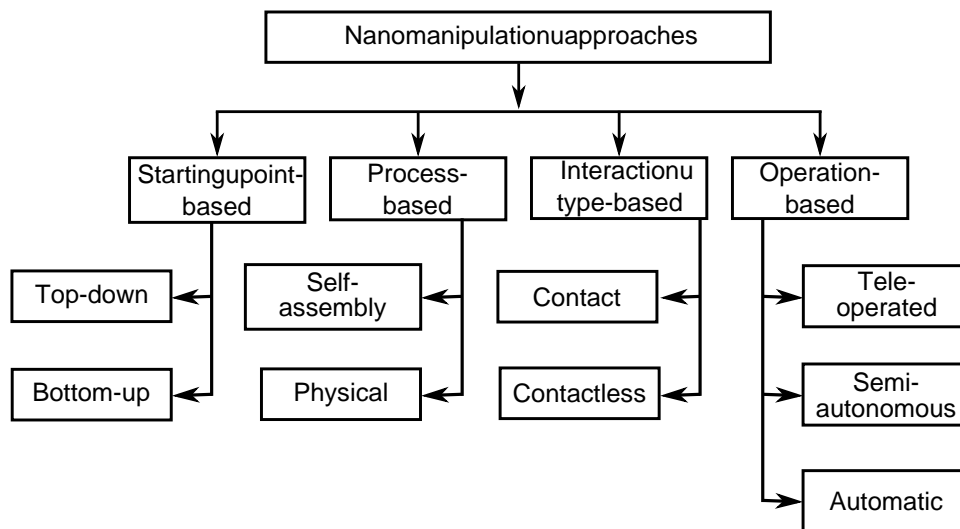 Nanomanipulationuapproaches
Startingupoint-
based
Process-
based
Interactionu
type-based
Operation-
based
Top-down
Self-
assembly
Contact
Tele-
operated
Bottom-up
Physical
Contactless
Semi-
autonomous
Automatic